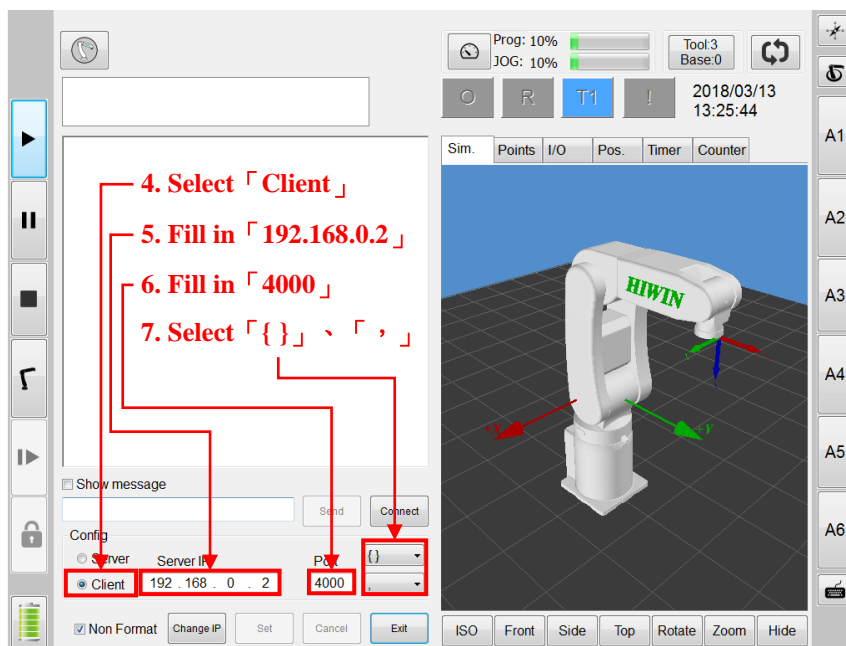 Prog: 10%
JOG: 10%
Tool:3
Base:0
O
R
T1
!
2018/03/13
13:25:44
Sim.
Points
I/O
Pos.
Timer
Counter
4. Select「Client」
5. Fill in「192.168.0.2」
6. Fill in「4000」
7. Select「{ }」、「，」
HIWIN
+X
+Y
Show message
Send
Connect
Config
Server
Server IP
Port
{ }
Client
192 . 168 . 0 . 2
4000
,
Non Format
Change IP
Set
Cancel
Exit
ISO
Front
Side
Top
Rotate
Zoom
Hide
A1
A2
A3
A4
A5
A6